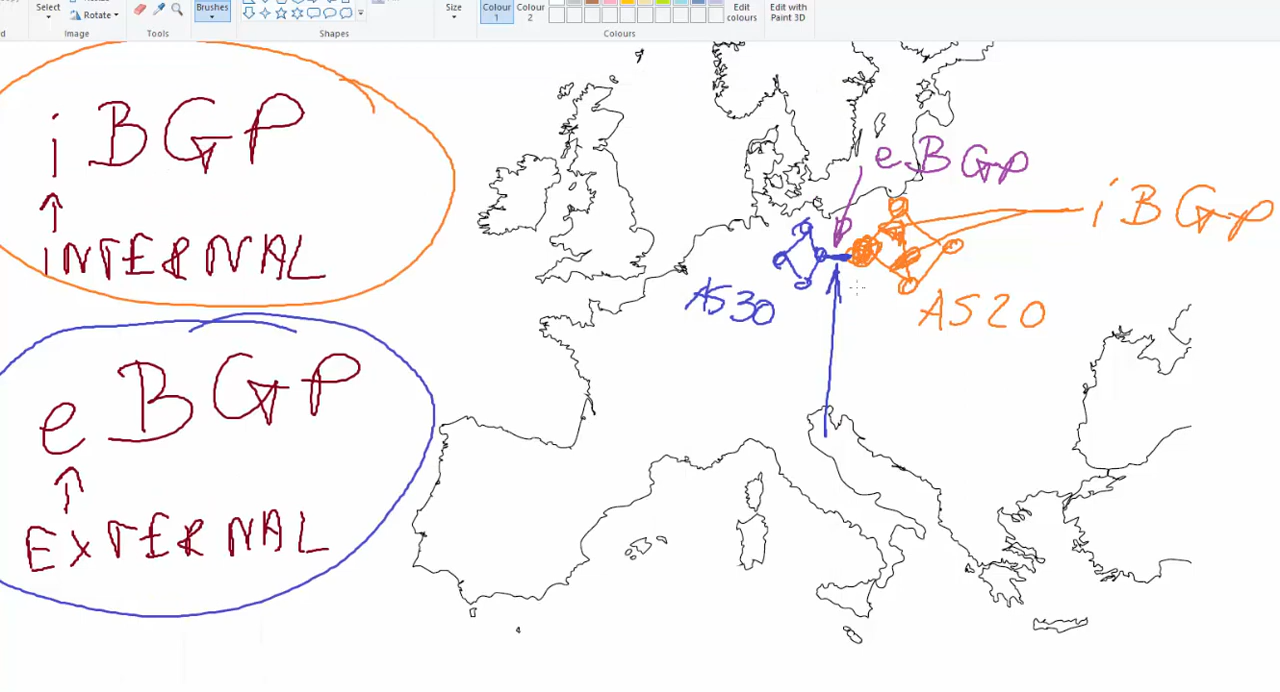 Select
Rotate
Image
Tools
Brushes
Shapes
Size
Colour 1
Colour 2
Edit colours
Edit with Paint 3D
Colours
iBGP
INTERNAL
eBGP
EXTERNAL
eBGP
iBGP
AS30
AS20